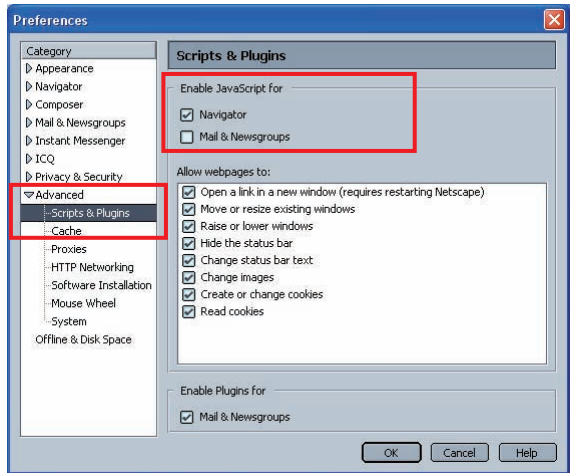 Preferences
Category
Appearance
Navigator
Composer
Mail & Newsgroups
Instant Messenger
ICQ
Privacy & Security
Advanced
Scripts & Plugins
Cache
Proxies
HTTP Networking
Software Installation
Mouse Wheel
System
Offline & Disk Space
Scripts & Plugins
Enable JavaScript for
Navigator
Mail & Newsgroups
Allow webpages to:
Open a link in a new window (requires restarting Netscape)
Move or resize existing windows
Raise or lower windows
Hide the status bar
Change status bar text
Change images
Create or change cookies
Read cookies
Enable Plugins for
Mail & Newsgroups
OK
Cancel
Help